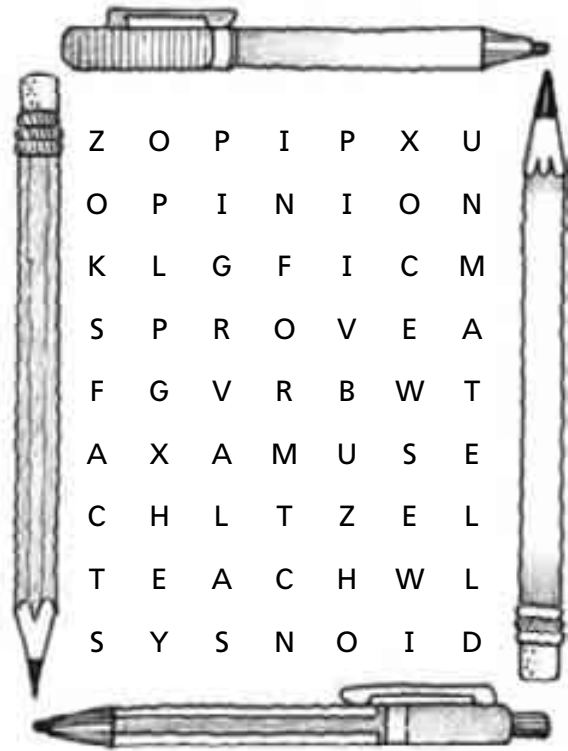 Z O P I P X U
O P I N I O N
K L G F I C M
S P R O V E A
F G V R B W T
A X A M U S E
C H L T Z E L
T E A C H W L
S Y S N O I D